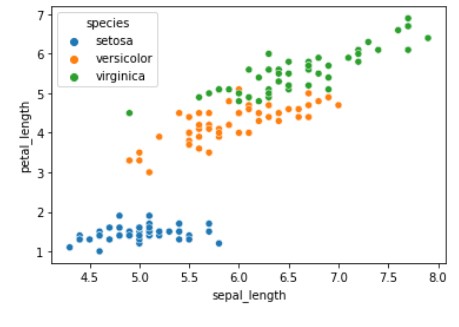 species
setosa
versicolor
virginica
7
6
5
4
3
2
1
petal_length
4.5 5.0 5.5 6.0 6.5 7.0 7.5 8.0
sepal_length